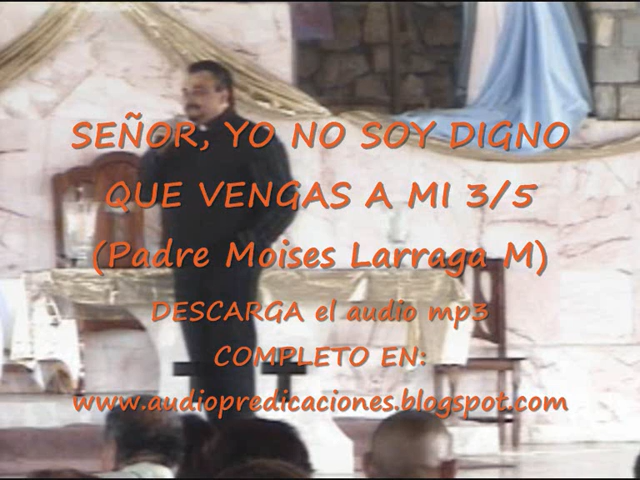 SEÑOR, YO NO SOY DIGNO
QUE VENGAS A MI 3/5
(Padre Moises Larraga M)
DESCARGA el audio mp3
COMPLETO EN:
www.audiopredicaciones.blogspot.com